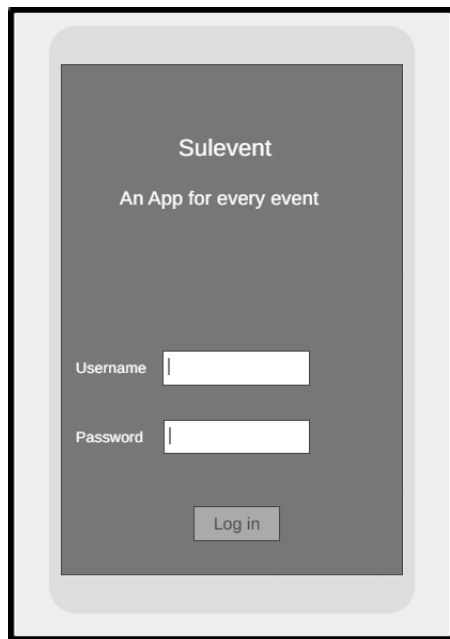 Sulevent
An App for every event
Username
Password
Log in